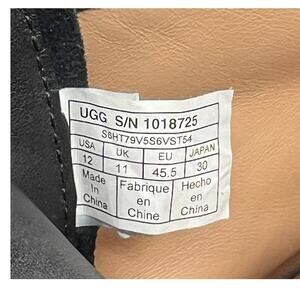 UGG S/N 1018725
S6HT79V5S6VST54
USA UK EU JAPAN
12 11 45.5 30
Made in China Fabrique en Chine Hecho en China